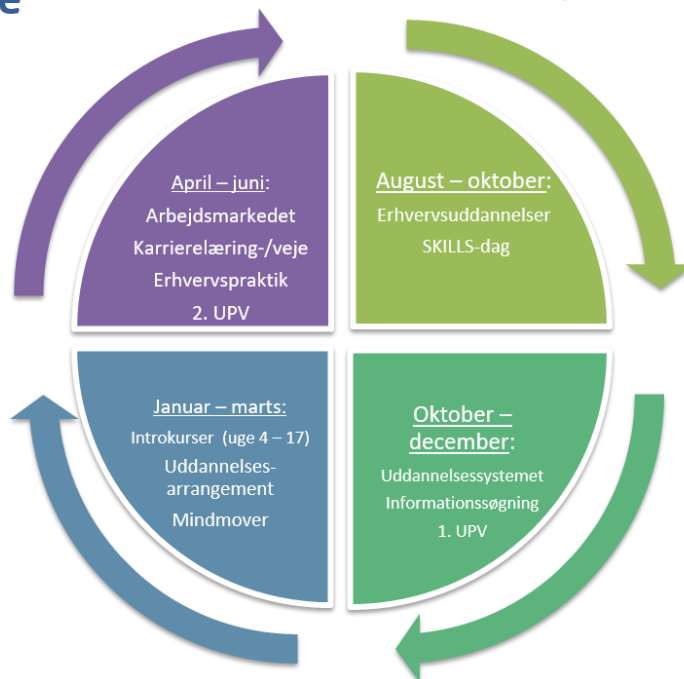 e
April – juni:
Arbejdsmarkedet
Karrierelæring-/veje
Erhvervspraktik
2. UPV
August – oktober:
Erhvervsuddannelser
SKILLS-dag
Januar – marts:
Introkurser (uge 4 – 17)
Uddannelses-
arrangement
Mindmover
Oktober –
december:
Uddannelsessystemet
Informationssøgning
1. UPV